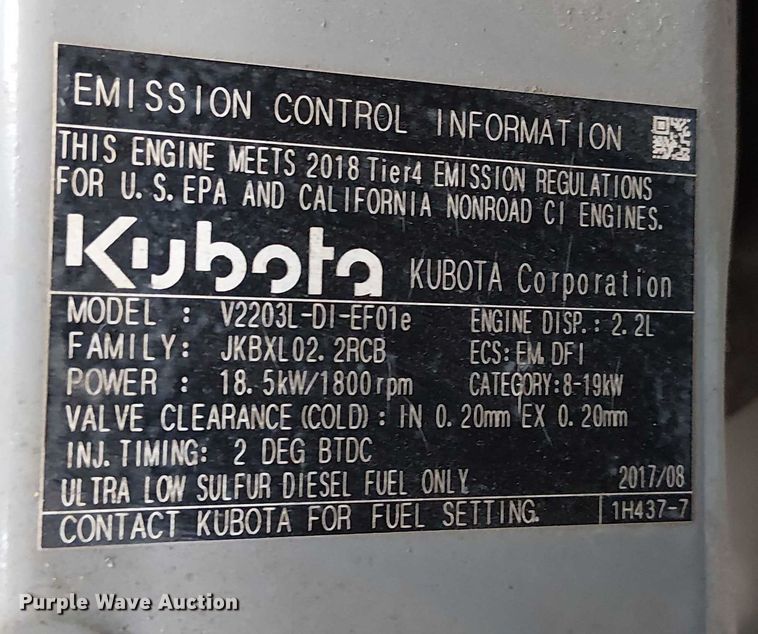 EMISSION CONTROL INFORMATION
THIS ENGINE MEETS 2018 Tier4 EMISSION REGULATIONS
FOR U.S. EPA AND CALIFORNIA NONROAD CI ENGINES.
Kubota KUBOTA Corporation
MODEL : V2203L-DI-EF01e ENGINE DISP.: 2.2L
FAMILY: JKBXL02.2RCB ECS: EM, DFI
POWER : 18.5kW/1800rpm CATEGORY:8-19kW
VALVE CLEARANCE (COLD) : IN 0.20mm EX 0.20mm
INJ. TIMING: 2 DEG BTDC
ULTRA LOW SULFUR DIESEL FUEL ONLY. 2017/08
CONTACT KUBOTA FOR FUEL SETTING. 1H437-7
Purple Wave Auction